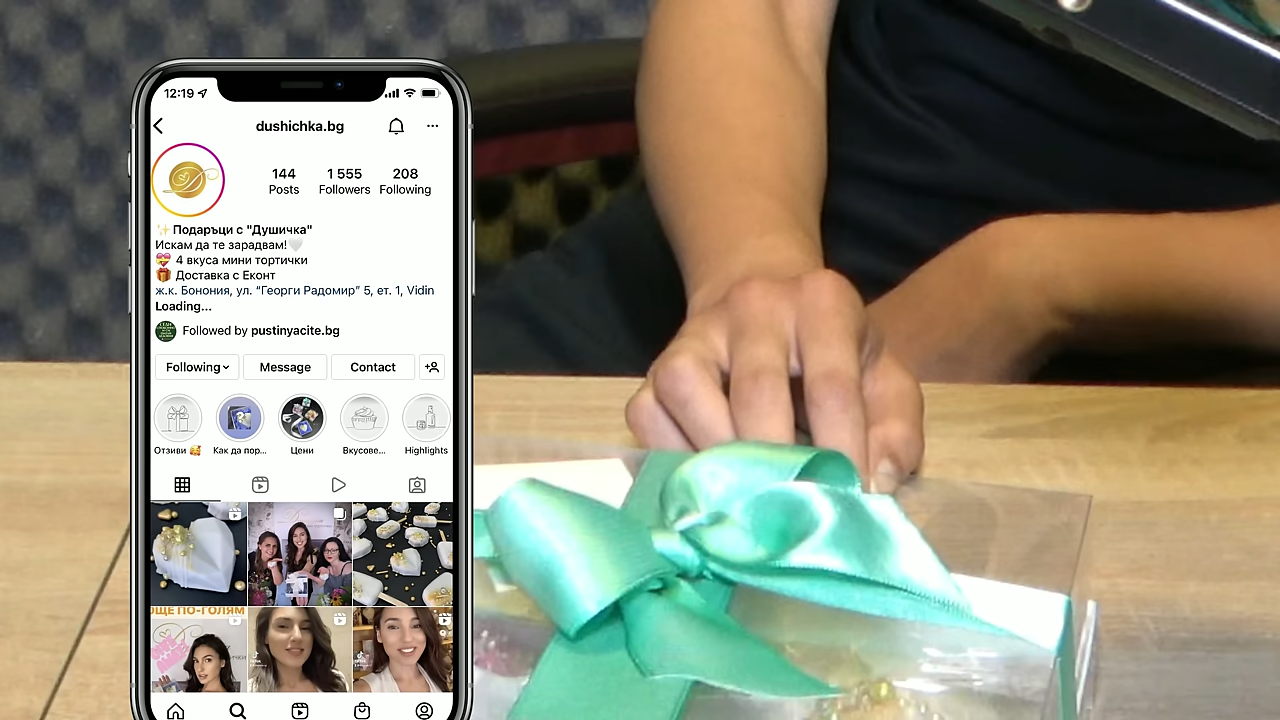 12:19
dushichka.bg
144
1 555
208
Posts
Followers
Following
✨ Подаръци с "Душичка"
Искам да те зарадвам!🤍
💝 4 вкуса мини тортички
🎁 Доставка с Еконт
ж.к. Бонония, ул. “Георги Радомир” 5, ет. 1, Vidin
Loading...
Followed by pustinyacite.bg
Following
Message
Contact
Отзиви 🥰
Как да пор...
Цени
Вкусове...
Highlights
ОЩЕ ПО-ГОЛЯМ